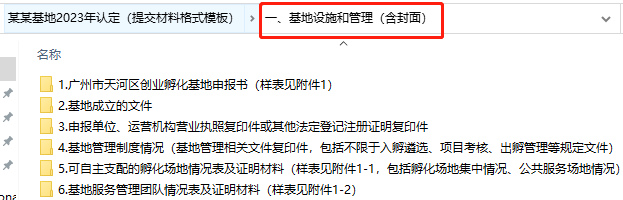 某某基地2023年认定（提交材料格式模板） > 一、基地设施和管理（含封面）
名称
1.广州市天河区创业孵化基地申报书（样表见附件1）
2.基地成立的文件
3.申报单位、运营机构营业执照复印件或其他法定登记注册证明复印件
4.基地管理制度情况（基地管理相关文件复印件，包括不限于入孵遴选、项目考核、出孵管理等规定文件）
5.可自主支配的孵化场地情况表及证明材料（样表见附件1-1，包括孵化场地集中情况、公共服务场地情况）
6.基地服务管理团队情况表及证明材料（样表见附件1-2）